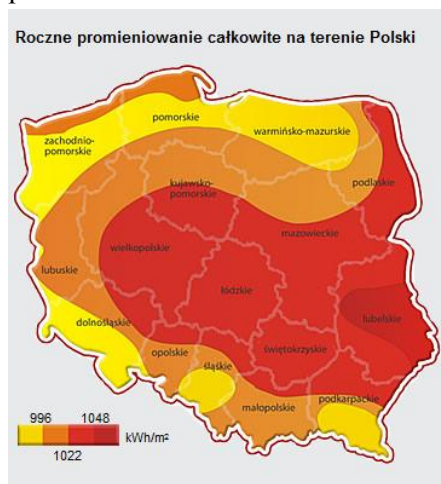 Roczne promieniowanie całkowite na terenie Polski
pomorskie
zachodnio-
pomorskie
warmińsko-mazurskie
kujawsko-
pomorskie
podlaskie
mazowieckie
wielkopolskie
lubuskie
łódzkie
lubelskie
dolnośląskie
świętokrzyskie
opolskie
śląskie
podkarpackie
małopolskie
996 1048
kWh/m²
1022